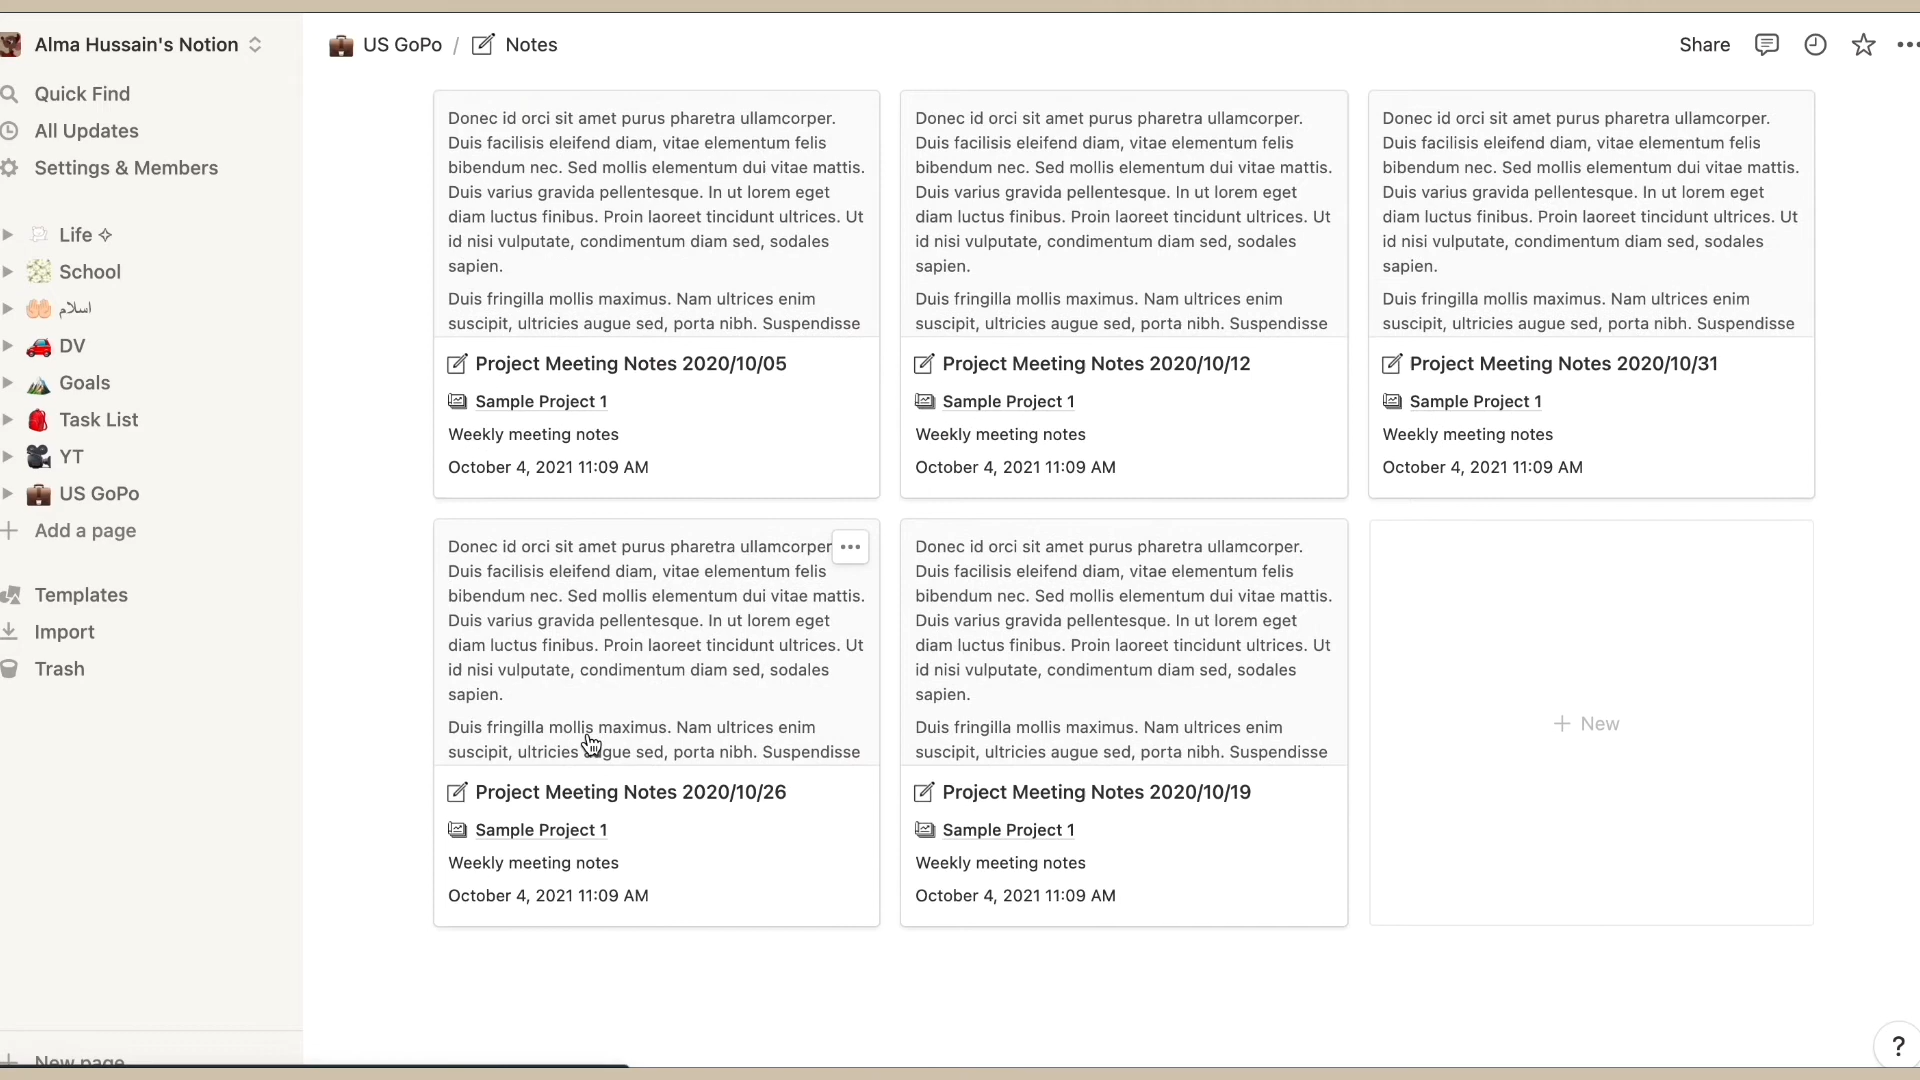 Alma Hussain's Notion
Quick Find
All Updates
Settings & Members
Life ✧
School
اسلام
DV
Goals
Task List
YT
US GoPo
Add a page
Templates
Import
Trash
New page
US GoPo / Notes
Share
Donec id orci sit amet purus pharetra ullamcorper.
Duis facilisis eleifend diam, vitae elementum felis
bibendum nec. Sed mollis elementum dui vitae mattis.
Duis varius gravida pellentesque. In ut lorem eget
diam luctus finibus. Proin laoreet tincidunt ultrices. Ut
id nisi vulputate, condimentum diam sed, sodales
sapien.
Duis fringilla mollis maximus. Nam ultrices enim
suscipit, ultricies augue sed, porta nibh. Suspendisse
Project Meeting Notes 2020/10/05
Sample Project 1
Weekly meeting notes
October 4, 2021 11:09 AM
Donec id orci sit amet purus pharetra ullamcorper.
Duis facilisis eleifend diam, vitae elementum felis
bibendum nec. Sed mollis elementum dui vitae mattis.
Duis varius gravida pellentesque. In ut lorem eget
diam luctus finibus. Proin laoreet tincidunt ultrices. Ut
id nisi vulputate, condimentum diam sed, sodales
sapien.
Duis fringilla mollis maximus. Nam ultrices enim
suscipit, ultricies augue sed, porta nibh. Suspendisse
Project Meeting Notes 2020/10/12
Sample Project 1
Weekly meeting notes
October 4, 2021 11:09 AM
Donec id orci sit amet purus pharetra ullamcorper.
Duis facilisis eleifend diam, vitae elementum felis
bibendum nec. Sed mollis elementum dui vitae mattis.
Duis varius gravida pellentesque. In ut lorem eget
diam luctus finibus. Proin laoreet tincidunt ultrices. Ut
id nisi vulputate, condimentum diam sed, sodales
sapien.
Duis fringilla mollis maximus. Nam ultrices enim
suscipit, ultricies augue sed, porta nibh. Suspendisse
Project Meeting Notes 2020/10/31
Sample Project 1
Weekly meeting notes
October 4, 2021 11:09 AM
Donec id orci sit amet purus pharetra ullamcorper
Duis facilisis eleifend diam, vitae elementum felis
bibendum nec. Sed mollis elementum dui vitae mattis.
Duis varius gravida pellentesque. In ut lorem eget
diam luctus finibus. Proin laoreet tincidunt ultrices. Ut
id nisi vulputate, condimentum diam sed, sodales
sapien.
Duis fringilla mollis maximus. Nam ultrices enim
suscipit, ultricies augue sed, porta nibh. Suspendisse
Project Meeting Notes 2020/10/26
Sample Project 1
Weekly meeting notes
October 4, 2021 11:09 AM
Donec id orci sit amet purus pharetra ullamcorper.
Duis facilisis eleifend diam, vitae elementum felis
bibendum nec. Sed mollis elementum dui vitae mattis.
Duis varius gravida pellentesque. In ut lorem eget
diam luctus finibus. Proin laoreet tincidunt ultrices. Ut
id nisi vulputate, condimentum diam sed, sodales
sapien.
Duis fringilla mollis maximus. Nam ultrices enim
suscipit, ultricies augue sed, porta nibh. Suspendisse
Project Meeting Notes 2020/10/19
Sample Project 1
Weekly meeting notes
October 4, 2021 11:09 AM
+ New
?